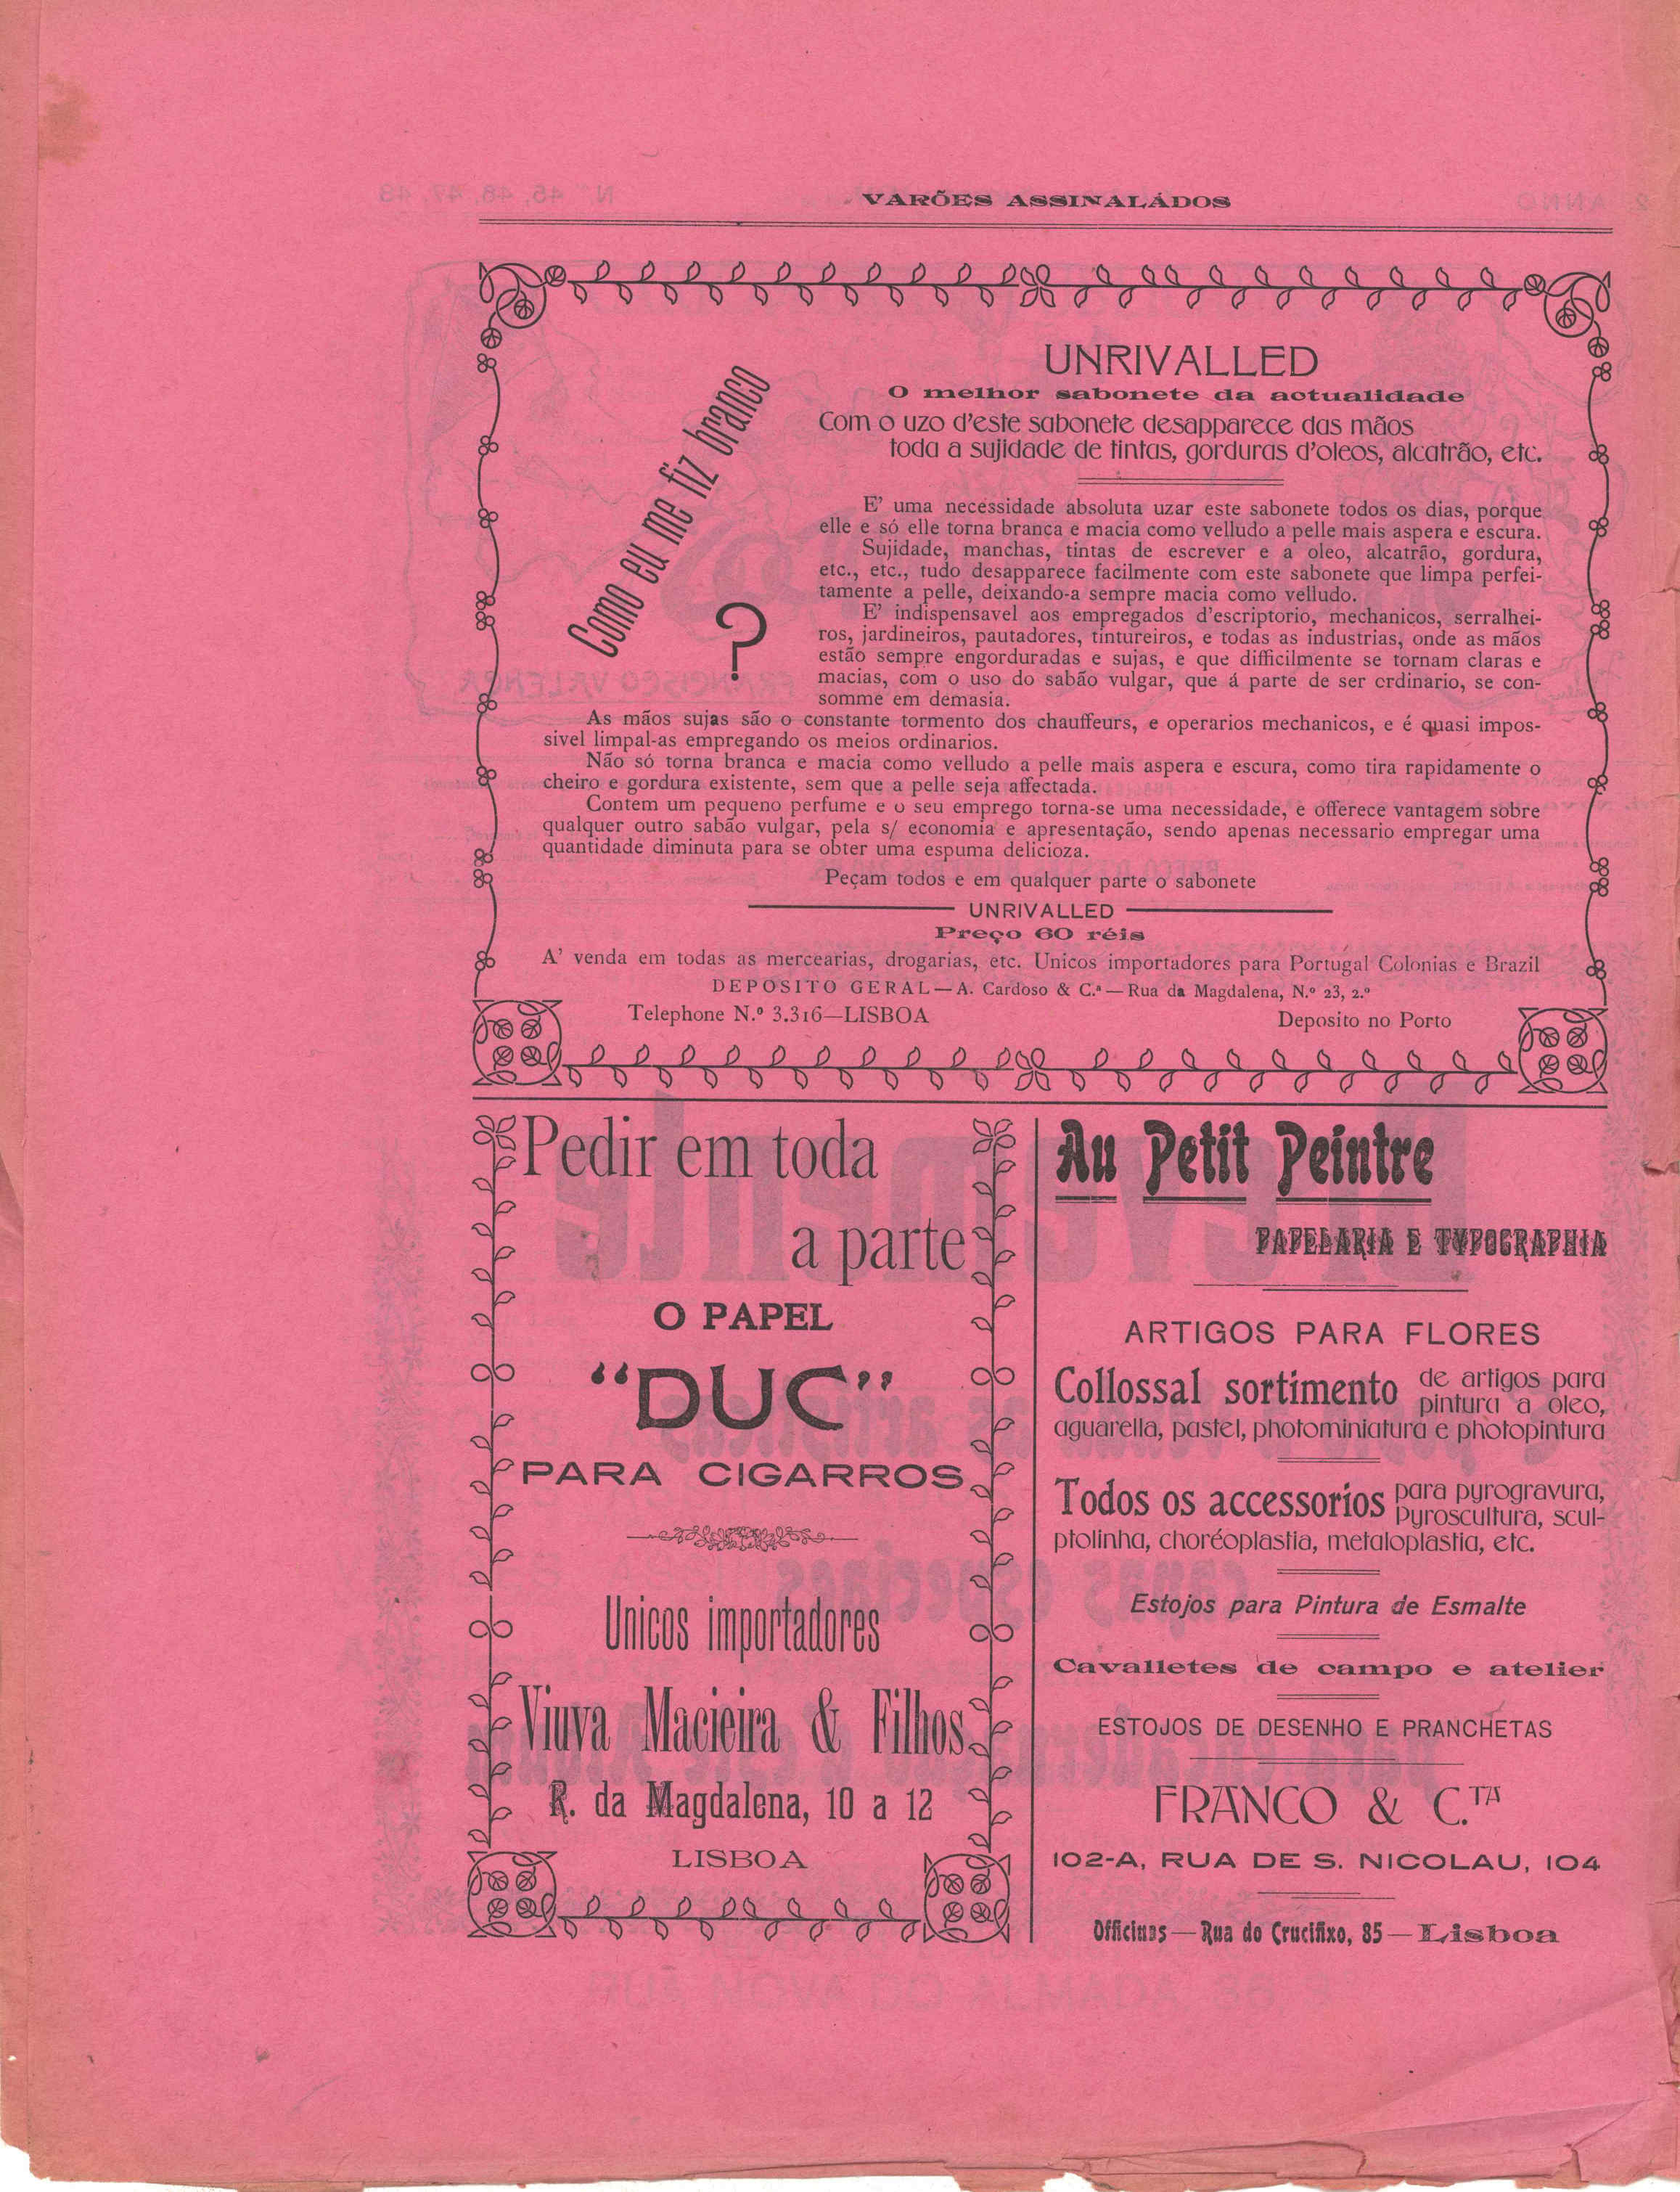 VARÕES ASSINALÁDOS
Como eu me fiz branco
?
UNRIVALLED
O melhor sabonete da actualidade
Com o uzo d'este sabonete desapparece das mãos
toda a sujidade de tintas, gorduras d'oleos, alcatrão, etc.
E' uma necessidade absoluta uzar este sabonete todos os dias, porque
elle e só elle torna branca e macia como velludo a pelle mais aspera e escura.
Sujidade, manchas, tintas de escrever e a oleo, alcatrão, gordura,
etc., etc., tudo desapparece facilmente com este sabonete que limpa perfei-
tamente a pelle, deixando-a sempre macia como velludo.
E' indispensavel aos empregados d'escriptorio, mechanicos, serralhei-
ros, jardineiros, pautadores, tintureiros, e todas as industrias, onde as mãos
estão sempre engorduradas e sujas, e que difficilmente se tornam claras e
macias, com o uso do sabão vulgar, que á parte de ser ordinario, se con-
somme em demasia.
As mãos sujas são o constante tormento dos chauffeurs, e operarios mechanicos, e é quasi impos-
sivel limpal-as empregando os meios ordinarios.
Não só torna branca e macia como velludo a pelle mais aspera e escura, como tira rapidamente o
cheiro e gordura existente, sem que a pelle seja affectada.
Contem um pequeno perfume e o seu emprego torna-se uma necessidade, e offerece vantagem sobre
qualquer outro sabão vulgar, pela s/ economia e apresentação, sendo apenas necessario empregar uma
quantidade diminuta para se obter uma espuma delicioza.
Peçam todos e em qualquer parte o sabonete
UNRIVALLED
Preço 60 réis
A' venda em todas as mercearias, drogarias, etc. Unicos importadores para Portugal Colonias e Brazil
DEPOSITO GERAL—A. Cardoso & C.ª—Rua da Magdalena, N.º 23, 2.º
Telephone N.º 3.316—LISBOA Deposito no Porto
Pedir em toda
a parte
O PAPEL
"DUC"
PARA CIGARROS
Unicos importadores
Viuva Macieira & Filhos
R. da Magdalena, 10 a 12
LISBOA
Au Petit Peintre
PAPELARIA E TYPOGRAPHIA
ARTIGOS PARA FLORES
Collossal sortimento de artigos para
pintura a oleo,
aguarella, pastel, photominiatura e photopintura
Todos os accessorios para pyrogravura,
pyroscultura, scul-
ptolinha, choréoplastia, metaloplastia, etc.
Estojos para Pintura de Esmalte
Cavalletes de campo e atelier
ESTOJOS DE DESENHO E PRANCHETAS
FRANCO & C.TA
102-A, RUA DE S. NICOLAU, 104
Officinas—Rua do Crucifixo, 85—Lisboa